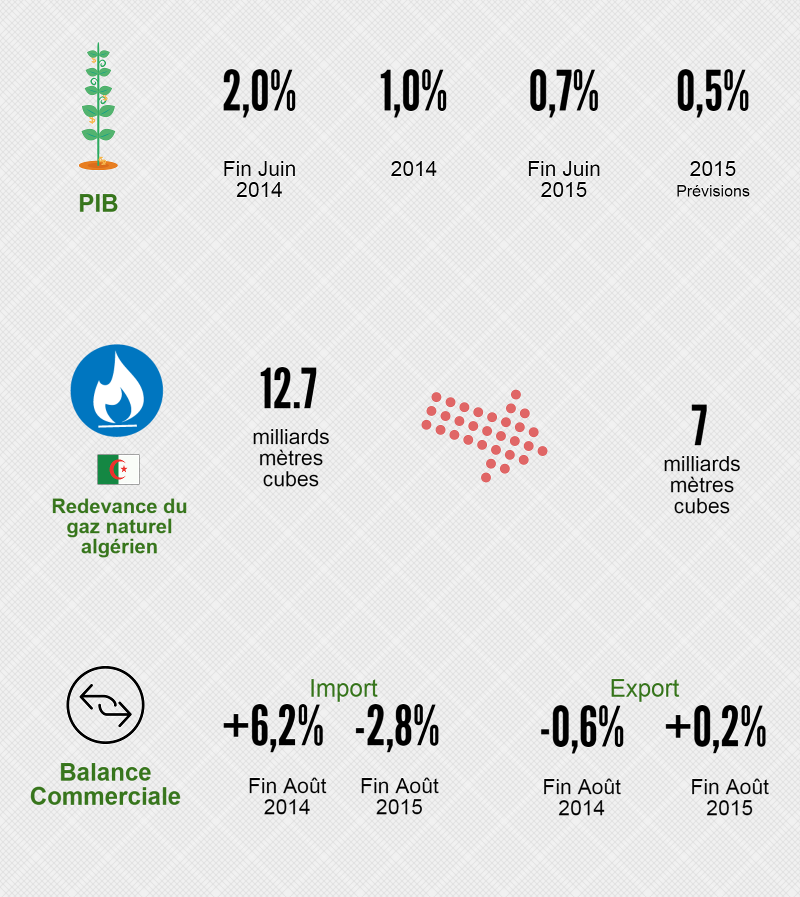 2,0%
1,0%
0,7%
0,5%
Fin Juin
2014
2014
Fin Juin
2015
2015
Prévisions
PIB
12.7
milliards
mètres
cubes
7
milliards
mètres
cubes
Redevance du
gaz naturel
algérien
Import
+6,2%
-2,8%
Fin Août
2014
Fin Août
2015
Export
-0,6%
+0,2%
Fin Août
2014
Fin Août
2015
Balance
Commerciale